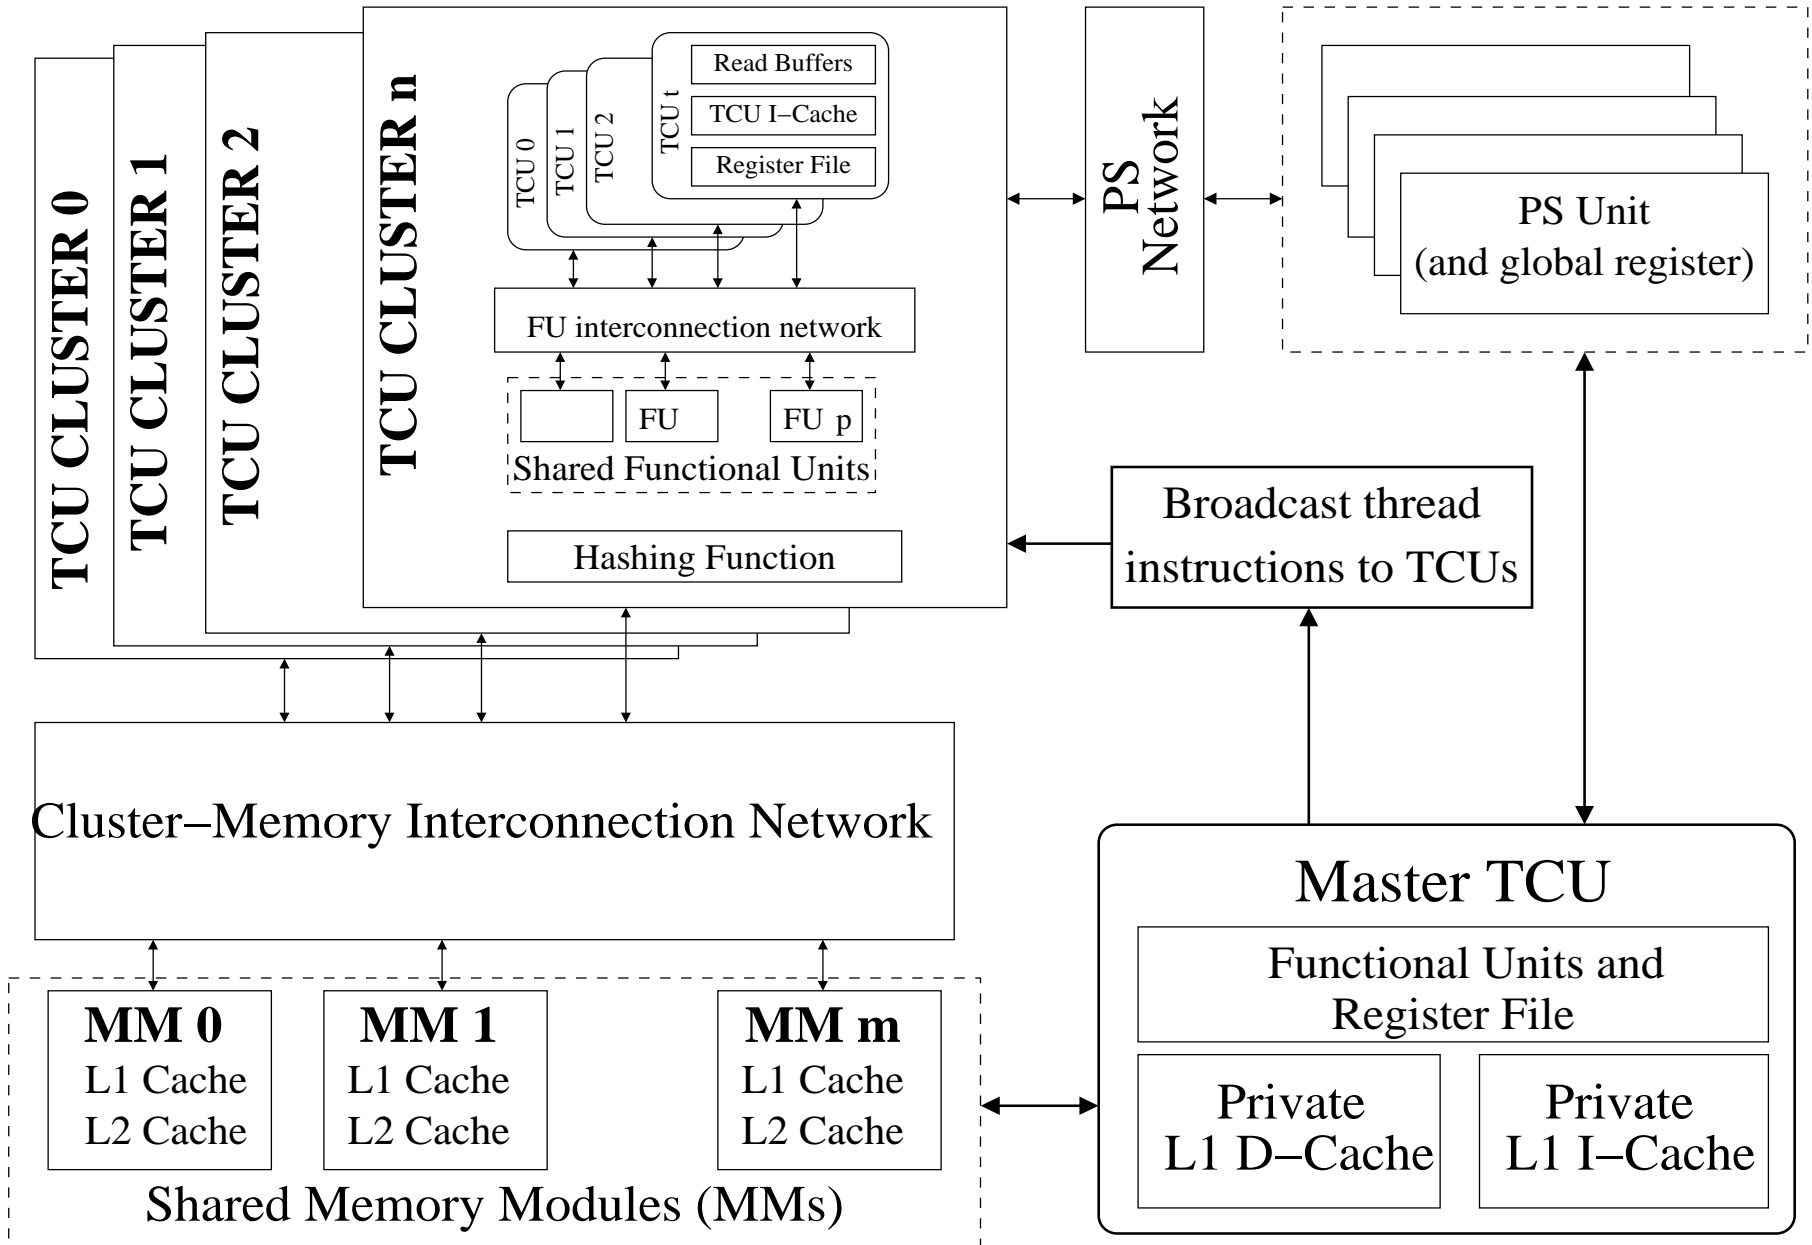 TCU CLUSTER 0
TCU CLUSTER 1
TCU CLUSTER 2
TCU CLUSTER n
TCU 0
TCU 1
TCU 2
TCU t
Read Buffers
TCU I–Cache
Register File
FU interconnection network
FU
FU p
Shared Functional Units
Hashing Function
PS
Network
PS Unit
(and global register)
Broadcast thread
instructions to TCUs
Cluster–Memory Interconnection Network
MM 0
L1 Cache
L2 Cache
MM 1
L1 Cache
L2 Cache
MM m
L1 Cache
L2 Cache
Shared Memory Modules (MMs)
Master TCU
Functional Units and
Register File
Private
L1 D–Cache
Private
L1 I–Cache